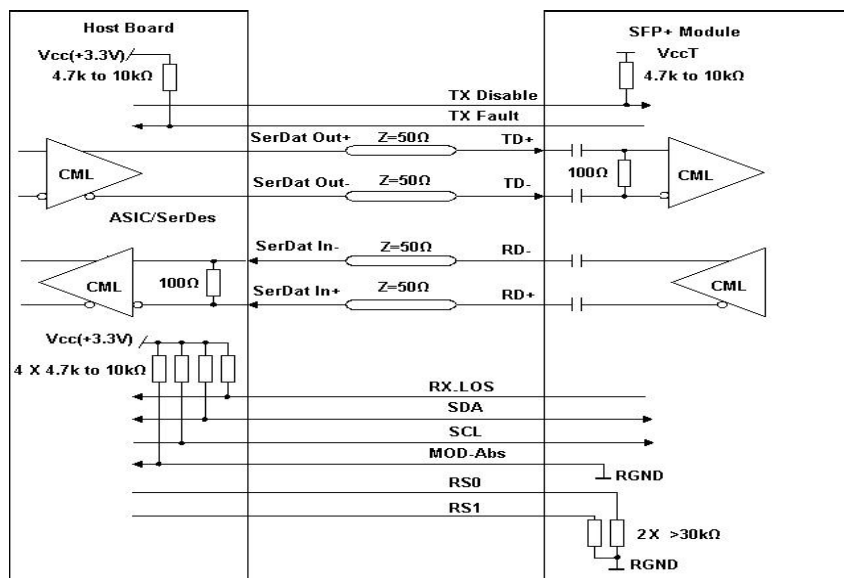 Host Board
SFP+ Module
Vcc(+3.3V)
4.7k to 10kΩ
VccT
4.7k to 10kΩ
TX Disable
TX Fault
SerDat Out+
Z=50Ω
TD+
CML
100Ω
CML
SerDat Out-
Z=50Ω
TD-
ASIC/SerDes
SerDat In-
Z=50Ω
RD-
CML
100Ω
CML
SerDat In+
Z=50Ω
RD+
Vcc(+3.3V)
4 X 4.7k to 10kΩ
RX_LOS
SDA
SCL
MOD-Abs
RGND
RS0
RS1
2X >30kΩ
RGND